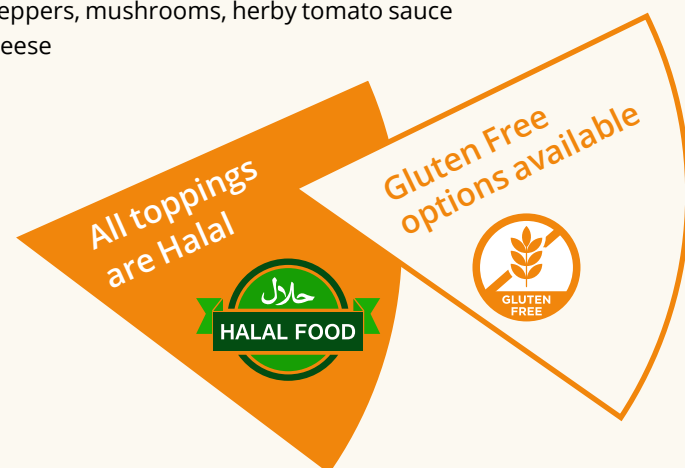 eppers, mushrooms, herby tomato sauce
eese
All toppings
are Halal
حلال
HALAL FOOD
Gluten Free
options available
GLUTEN
FREE